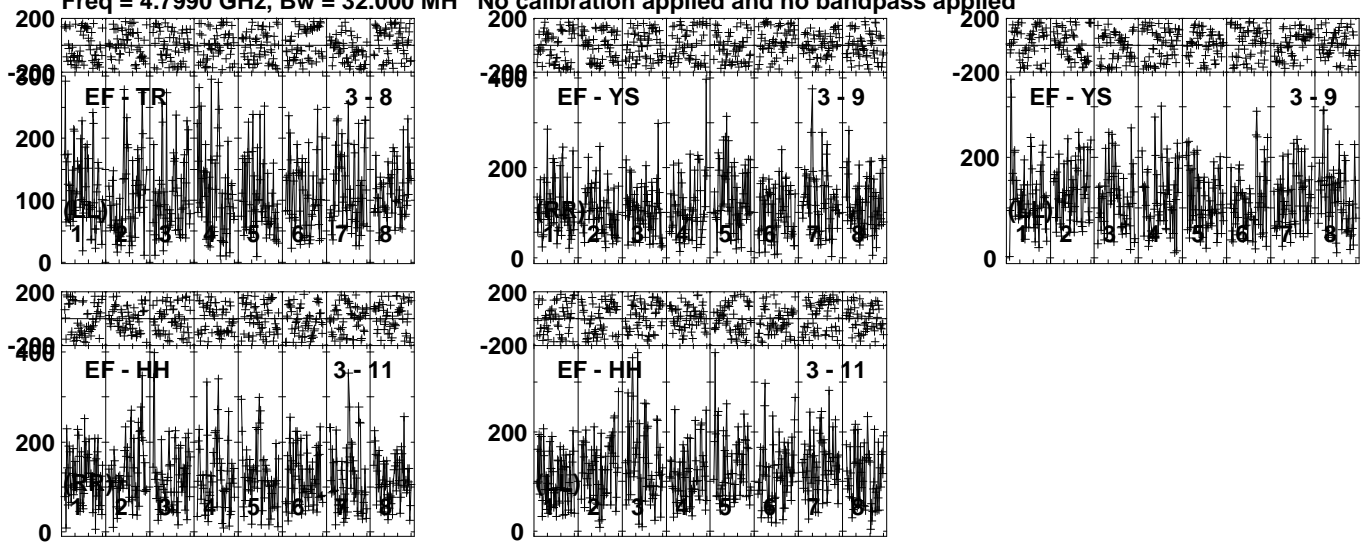 Freq = 4.7990 GHz, Bw = 32.000 MH No calibration applied and no bandpass applied
200 200 200
-200 -200 -200
300 400
EF - TR 3 - 8 EF - YS 3 - 9 EF - YS 3 - 9
200 200 200
100
(LL) (RR) (LL)
1 2 3 4 5 6 7 8 1 2 3 4 5 6 7 8 1 2 3 4 5 6 7 8
0 0 0
200 200
-200 -200
400
EF - HH 3 - 11 EF - HH 3 - 11
200 200
(RR) (LL)
1 2 3 4 5 6 7 8 1 2 3 4 5 6 7 8
0 0